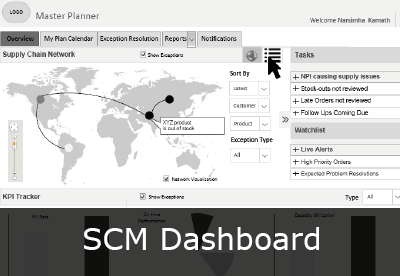 LOGO
Master Planner
Welcome Narsimha Kamath
Overview
My Plan Calendar
Exception Resolution
Reports
Notifications
Supply Chain Network
Show Exceptions
Tasks
Sort By
Latest
Customer
Product
Exception Type
All
XYZ product
is out of stock
Network Visualization
NPI causing supply issues
Stock-outs not reviewed
Late Orders not reviewed
Follow Ups Coming Due
Watchlist
Live Alerts
High Priority Orders
Expected Problem Resolutions
KPI Tracker
Show Exceptions
Type
All
Performance
Capacity Utilization
SCM Dashboard